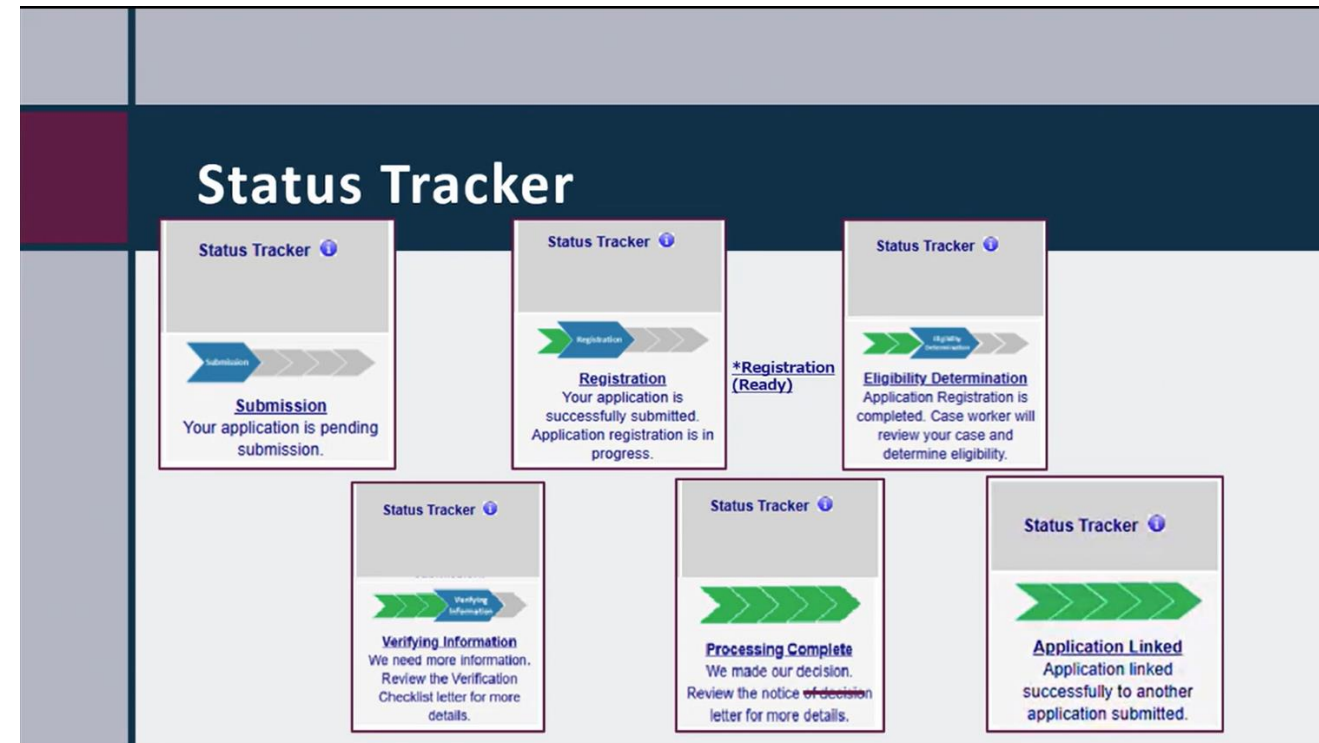 Status Tracker
Status Tracker
Submission
Submission
Your application is pending
submission.
Status Tracker
Registration
Registration
Your application is
successfully submitted.
Application registration is in
progress.
*Registration
(Ready)
Status Tracker
Eligibility
Determination
Eligibility Determination
Application Registration is
completed. Case worker will
review your case and
determine eligibility.
Status Tracker
Verifying
Information
Verifying Information
We need more information.
Review the Verification
Checklist letter for more
details.
Status Tracker
Processing Complete
We made our decision.
Review the notice of decision
letter for more details.
Status Tracker
Application Linked
Application linked
successfully to another
application submitted.